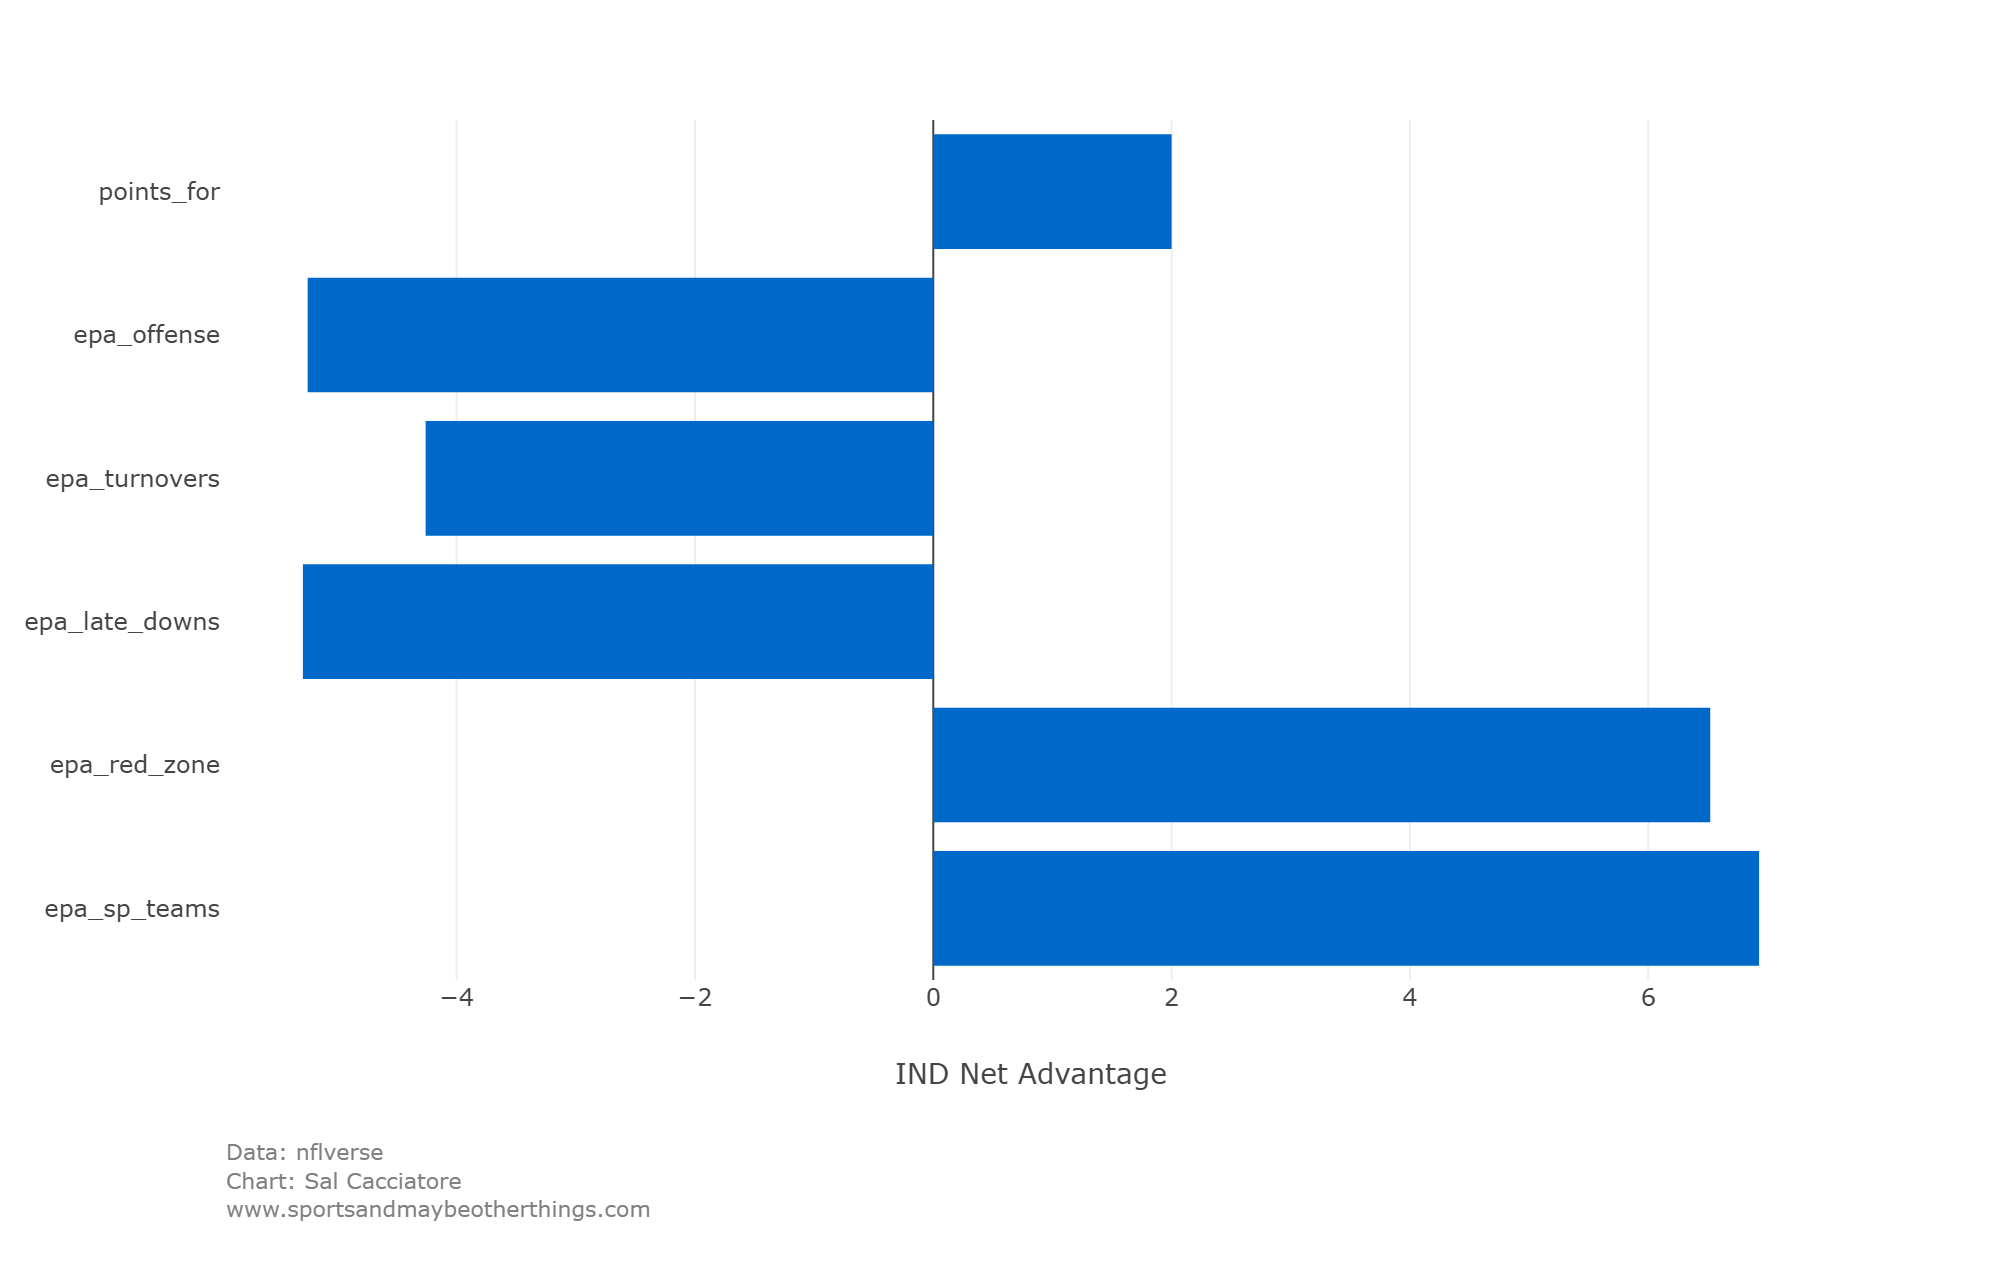 points_for
epa_offense
epa_turnovers
epa_late_downs
epa_red_zone
epa_sp_teams
−4 −2 0 2 4 6
IND Net Advantage
Data: nflverse
Chart: Sal Cacciatore
www.sportsandmaybeotherthings.com